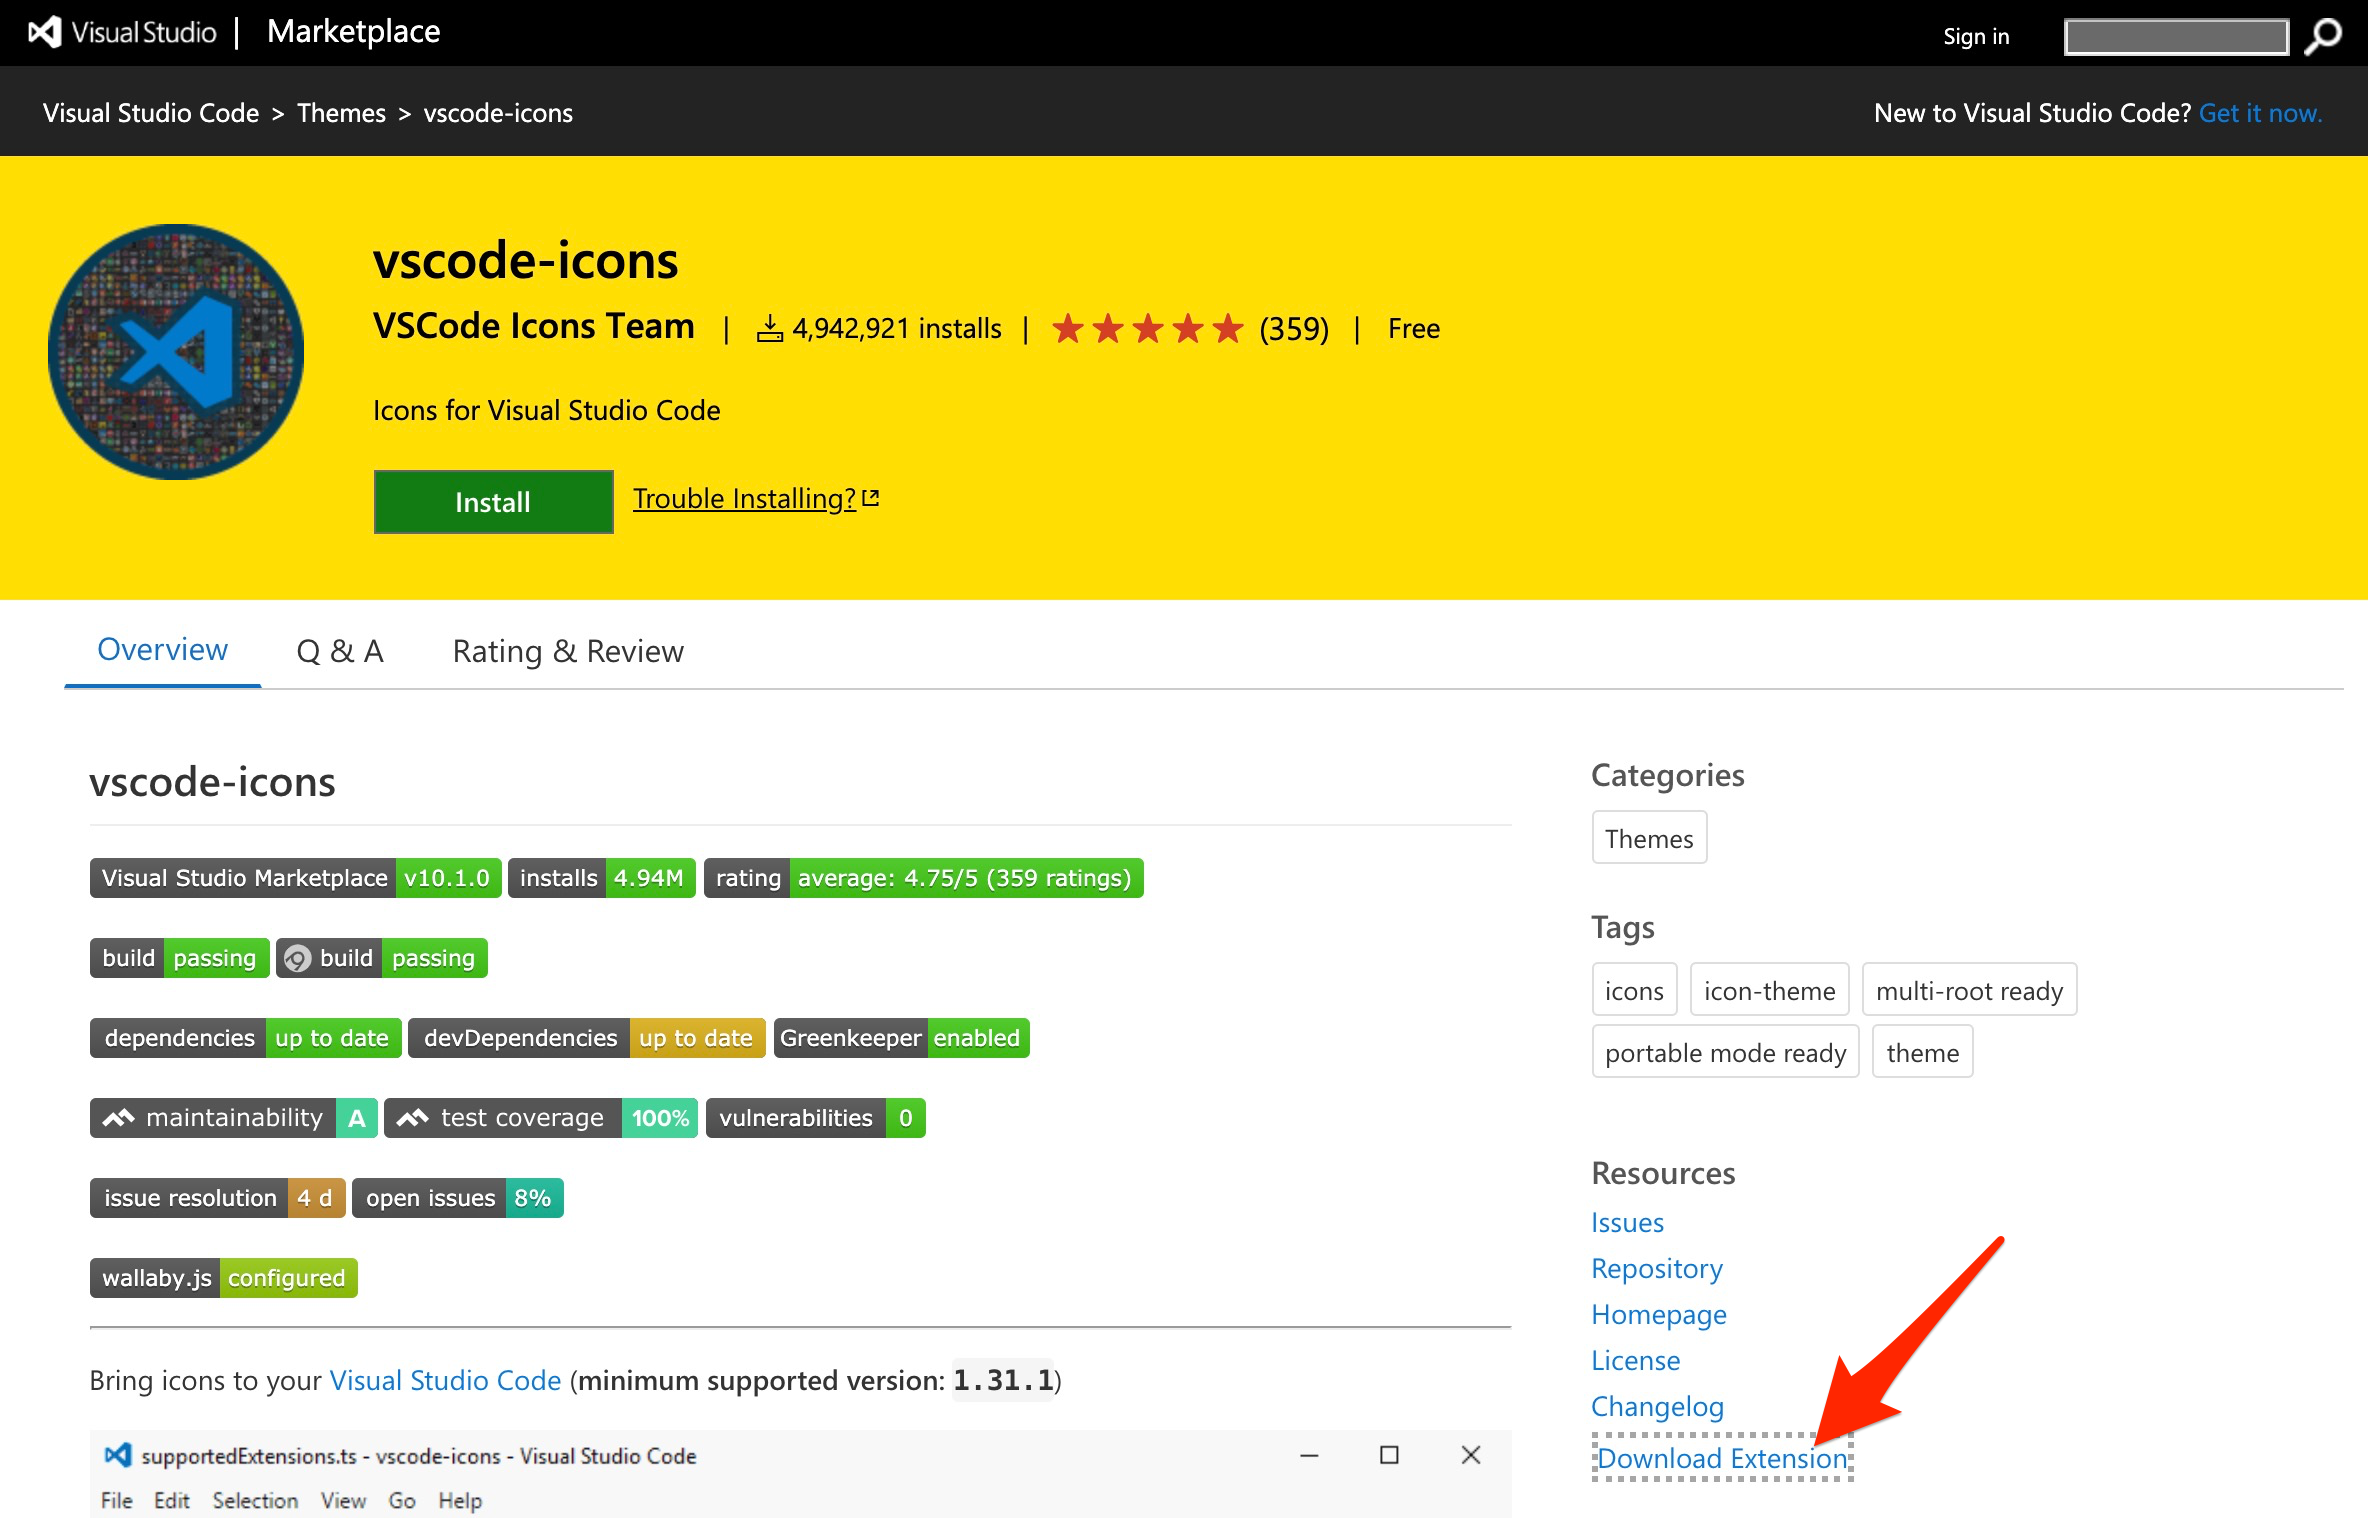 Visual Studio | Marketplace
Sign in
Visual Studio Code > Themes > vscode-icons
New to Visual Studio Code? Get it now.
vscode-icons
VSCode Icons Team | 4,942,921 installs | (359) | Free
Icons for Visual Studio Code
Install Trouble Installing?
Overview Q & A Rating & Review
vscode-icons
Visual Studio Marketplace v10.1.0 installs 4.94M rating average: 4.75/5 (359 ratings)
build passing build passing
dependencies up to date devDependencies up to date Greenkeeper enabled
maintainability A test coverage 100% vulnerabilities 0
issue resolution 4 d open issues 8%
wallaby.js configured
Bring icons to your Visual Studio Code (minimum supported version: 1.31.1)
supportedExtensions.ts - vscode-icons - Visual Studio Code
File Edit Selection View Go Help
Categories
Themes
Tags
icons icon-theme multi-root ready
portable mode ready theme
Resources
Issues
Repository
Homepage
License
Changelog
Download Extension